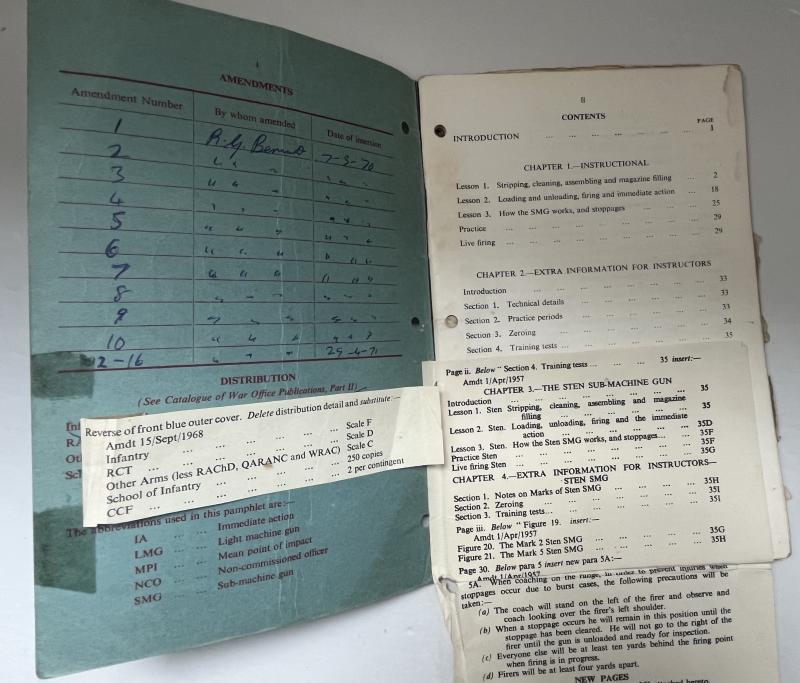 AMENDMENTS
Amendment Number By whom amended Date of insertion
1
2 7-3-70
3
4
5
6
7
8
9
10 29-4-71
-16
DISTRIBUTION
(See Catalogue of War Office Publications, Part II)
Reverse of front blue outer cover. Delete distribution detail and substitute:—
Amdt 15/Sept/1968
Infantry ... Scale F
RCT ... Scale D
Other Arms (less RAChD, QARANC and WRAC) Scale C
School of Infantry ... 250 copies
CCF ... 2 per contingent
The abbreviations used in this pamphlet are:—
IA ... Immediate action
LMG ... Light machine gun
MPI ... Mean point of impact
NCO ... Non-commissioned officer
SMG ... Sub-machine gun
CONTENTS
PAGE
INTRODUCTION ... 1
CHAPTER 1.—INSTRUCTIONAL
Lesson 1. Stripping, cleaning, assembling and magazine filling ... 2
Lesson 2. Loading and unloading, firing and immediate action ... 18
Lesson 3. How the SMG works, and stoppages ... 25
Practice ... 29
Live firing ... 29
CHAPTER 2.—EXTRA INFORMATION FOR INSTRUCTORS
Introduction ... 33
Section 1. Technical details ... 33
Section 2. Practice periods ... 33
Section 3. Zeroing ... 34
Section 4. Training tests ... 35
Page ii. Below "Section 4. Training tests ... 35 insert:—
Amdt 1/Apr/1957
CHAPTER 3.—THE STEN SUB-MACHINE GUN
Introduction ... 35
Lesson 1. Sten Stripping, cleaning, assembling and magazine
filling ... 35
Lesson 2. Sten. Loading, unloading, firing and the immediate
action ... 35D
Lesson 3. Sten. How the Sten SMG works, and stoppages... 35F
Practice Sten ... 35F
Live firing Sten ... 35G
CHAPTER 4.—EXTRA INFORMATION FOR INSTRUCTORS—
STEN SMG
Section 1. Notes on Marks of Sten SMG ... 35H
Section 2. Zeroing ... 35I
Section 3. Training tests... 35I
Page iii. Below "Figure 19. insert:—
Amdt 1/Apr/1957
Figure 20. The Mark 2 Sten SMG ... 35G
Figure 21. The Mark 5 Sten SMG ... 35H
Page 30. Below para 5 insert new para 5A:—
Amdt 1/Apr/1957
5A. When coaching on the range, in order to prevent injuries when
stoppages occur due to burst cases, the following precautions will be
taken:—
(a) The coach will stand on the left of the firer and observe and
coach looking over the firer's left shoulder.
(b) When a stoppage occurs he will remain in this position until the
stoppage has been cleared. He will not go to the right of the
firer until the gun is unloaded and ready for inspection.
(c) Everyone else will be at least ten yards behind the firing point
when firing is in progress.
(d) Firers will be at least four yards apart.
NEW PAGES